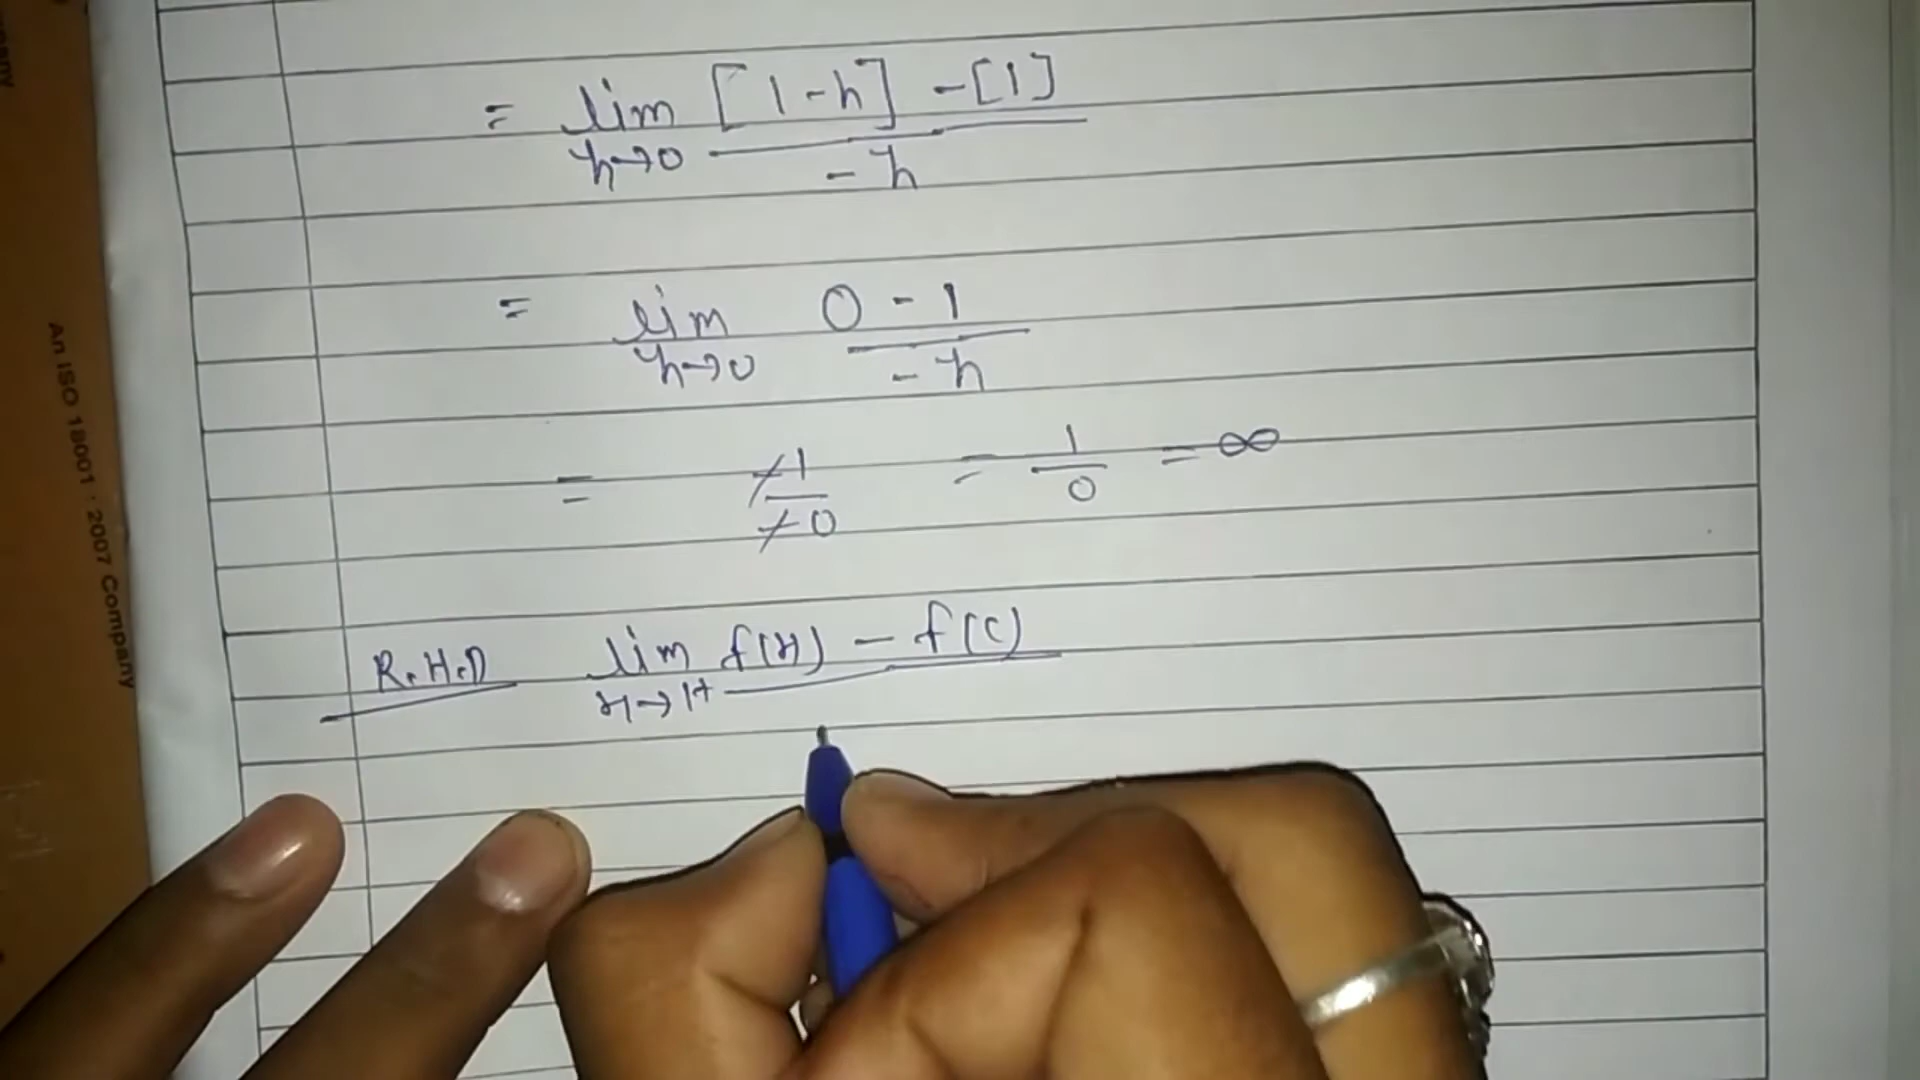 = lim [1-h] -[1]
h→0 -h
= lim 0 - 1
h→0 -h
= -1 = 1 = ∞
-0 0
R.H.D lim f(x) - f(c)
x→1+
An ISO 18001 : 2007 Company